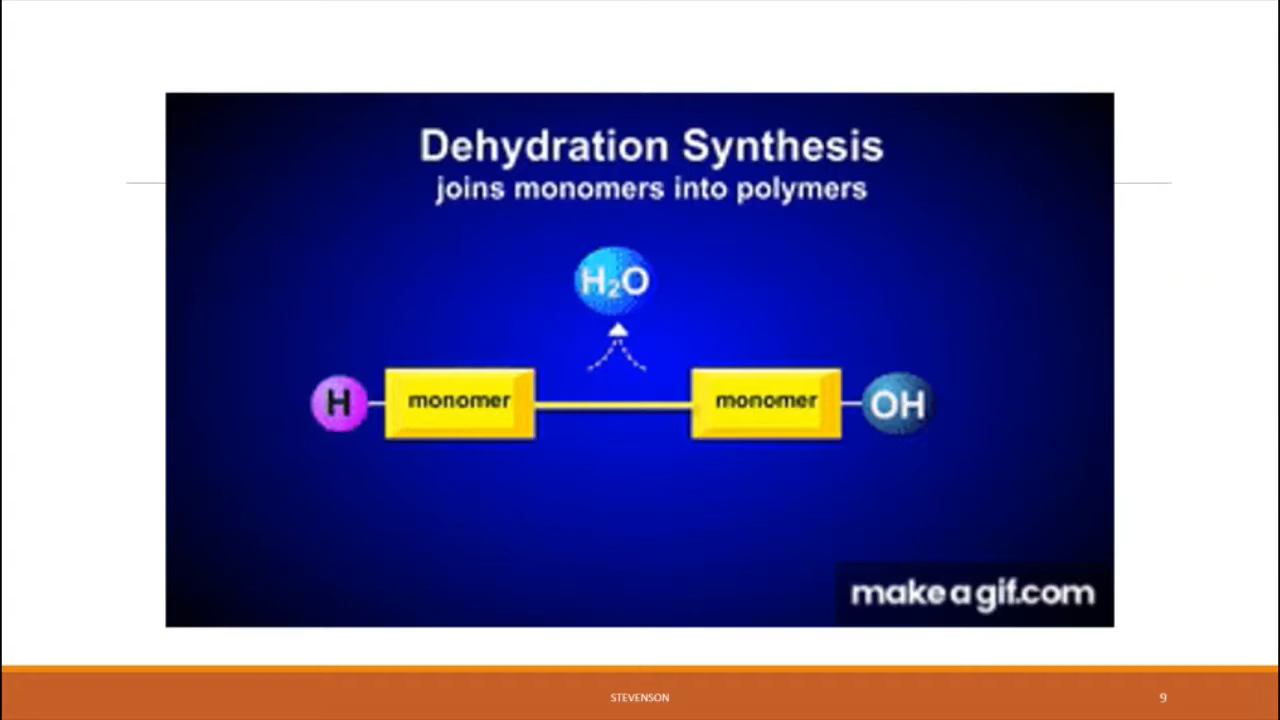 Dehydration Synthesis
joins monomers into polymers
H₂O
H monomer monomer OH
makeagif.com
STEVENSON 9